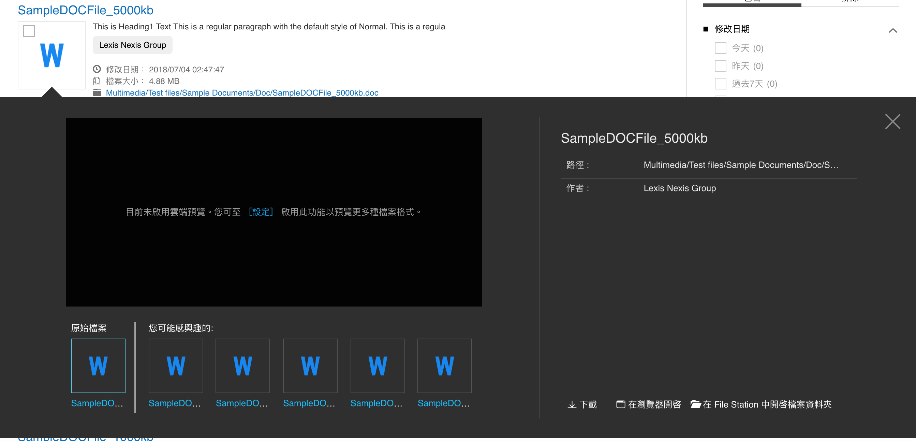 SampleDOCFile_5000kb
This is Heading1 Text This is a regular paragraph with the default style of Normal. This is a regula
W
Lexis Nexis Group
修改日期： 2018/07/04 02:47:47
檔案大小： 4.88 MB
Multimedia/Test files/Sample Documents/Doc/SampleDOCFile_5000kb.doc
修改日期
今天 (0)
昨天 (0)
過去7天 (0)
目前未啟用雲端預覽。您可至 ［設定］ 啟用此功能以預覽更多種檔案格式。
SampleDOCFile_5000kb
路徑： Multimedia/Test files/Sample Documents/Doc/S...
作者： Lexis Nexis Group
原始檔案 您可能感興趣的:
W W W W W W
SampleDO... SampleDO... SampleDO... SampleDO... SampleDO... SampleDO...
下載 在瀏覽器開啓 在 File Station 中開啓檔案資料夾